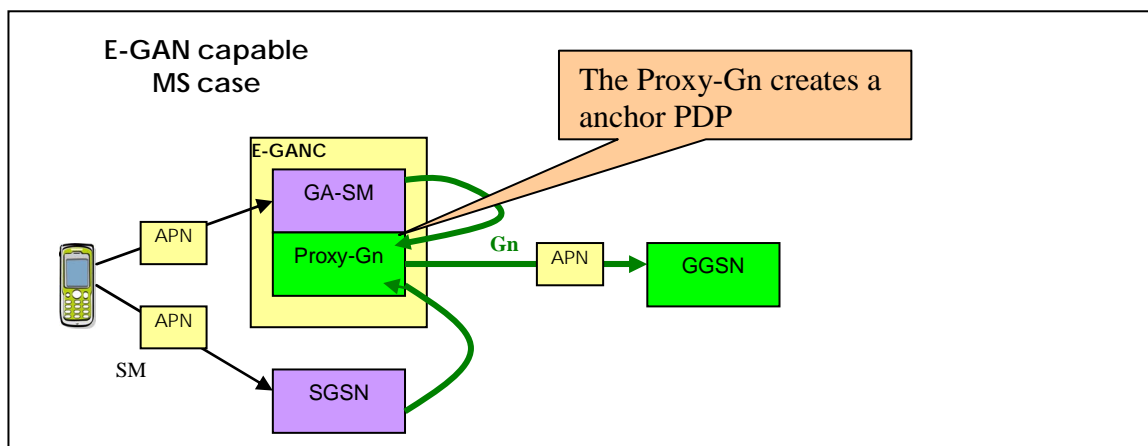 E-GAN capable
MS case
The Proxy-Gn creates a
anchor PDP
E-GANC
GA-SM
APN
Proxy-Gn
Gn
APN
GGSN
APN
SM
SGSN